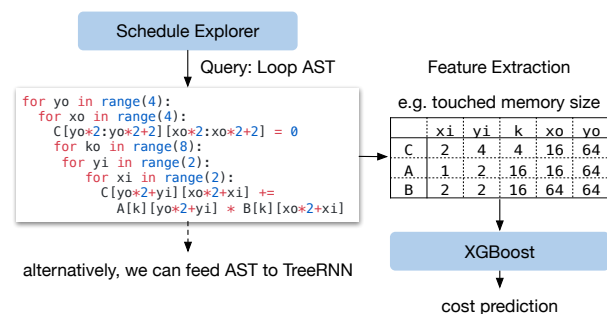 Schedule Explorer
Query: Loop AST
for yo in range(4):
  for xo in range(4):
    C[yo*2:yo*2+2][xo*2:xo*2+2] = 0
    for ko in range(8):
     for yi in range(2):
       for xi in range(2):
         C[yo*2+yi][xo*2+xi] +=
           A[k][yo*2+yi] * B[k][xo*2+xi]
alternatively, we can feed AST to TreeRNN
Feature Extraction
e.g. touched memory size
xi yi k xo yo
C 2 4 4 16 64
A 1 2 16 16 64
B 2 2 16 64 64
XGBoost
cost prediction